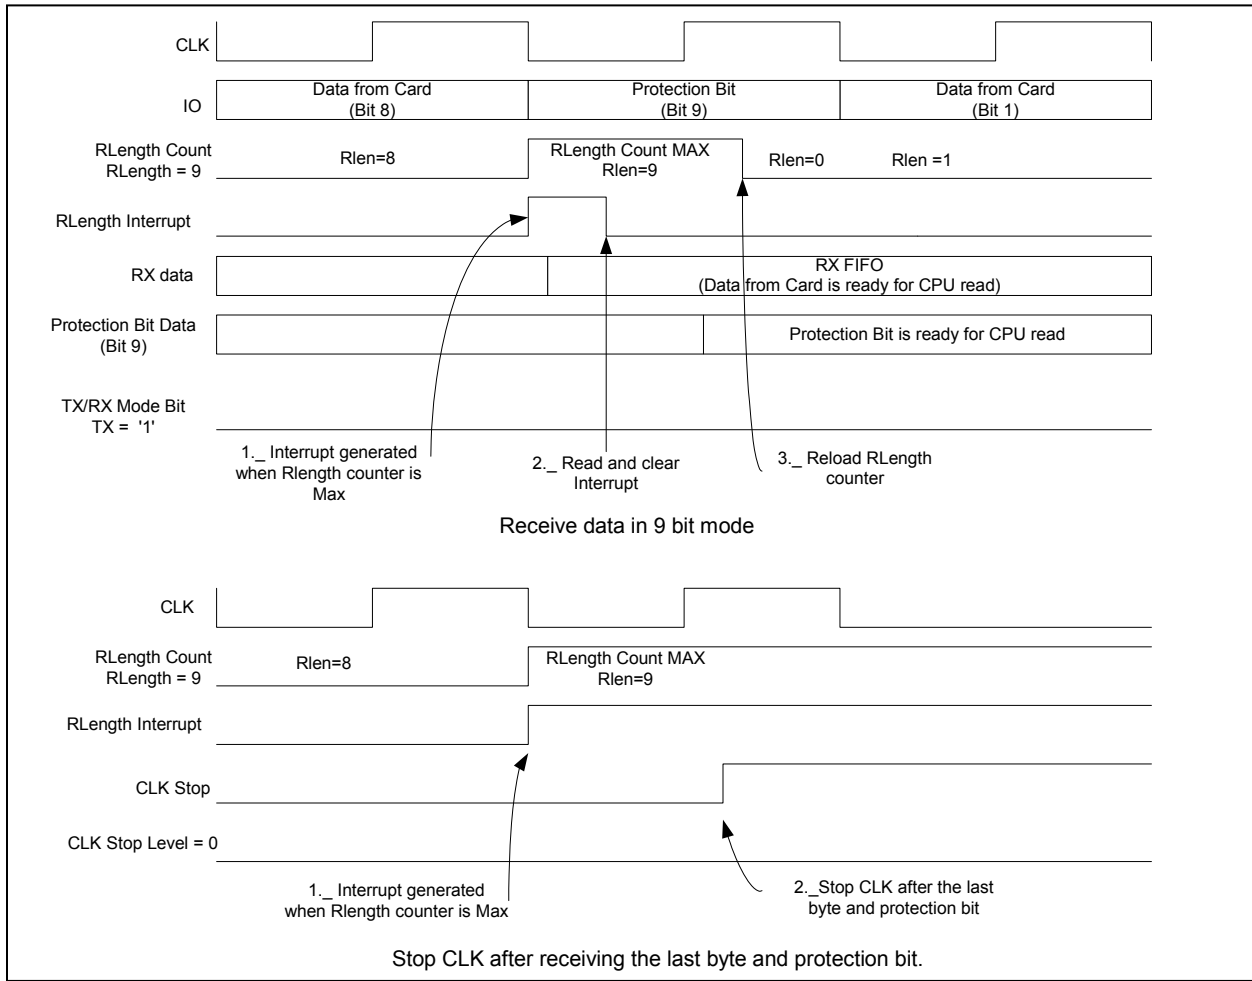 CLK
IO
Data from Card
(Bit 8)
Protection Bit
(Bit 9)
Data from Card
(Bit 1)
RLength Count
RLength = 9
Rlen=8
RLength Count MAX
Rlen=9
Rlen=0
Rlen =1
RLength Interrupt
RX data
RX FIFO
(Data from Card is ready for CPU read)
Protection Bit Data
(Bit 9)
Protection Bit is ready for CPU read
TX/RX Mode Bit
TX = '1'
1._ Interrupt generated
when Rlength counter is
Max
2._ Read and clear
Interrupt
3._ Reload RLength
counter
Receive data in 9 bit mode
CLK
RLength Count
RLength = 9
Rlen=8
RLength Count MAX
Rlen=9
RLength Interrupt
CLK Stop
CLK Stop Level = 0
1._ Interrupt generated
when Rlength counter is Max
2._Stop CLK after the last
byte and protection bit
Stop CLK after receiving the last byte and protection bit.